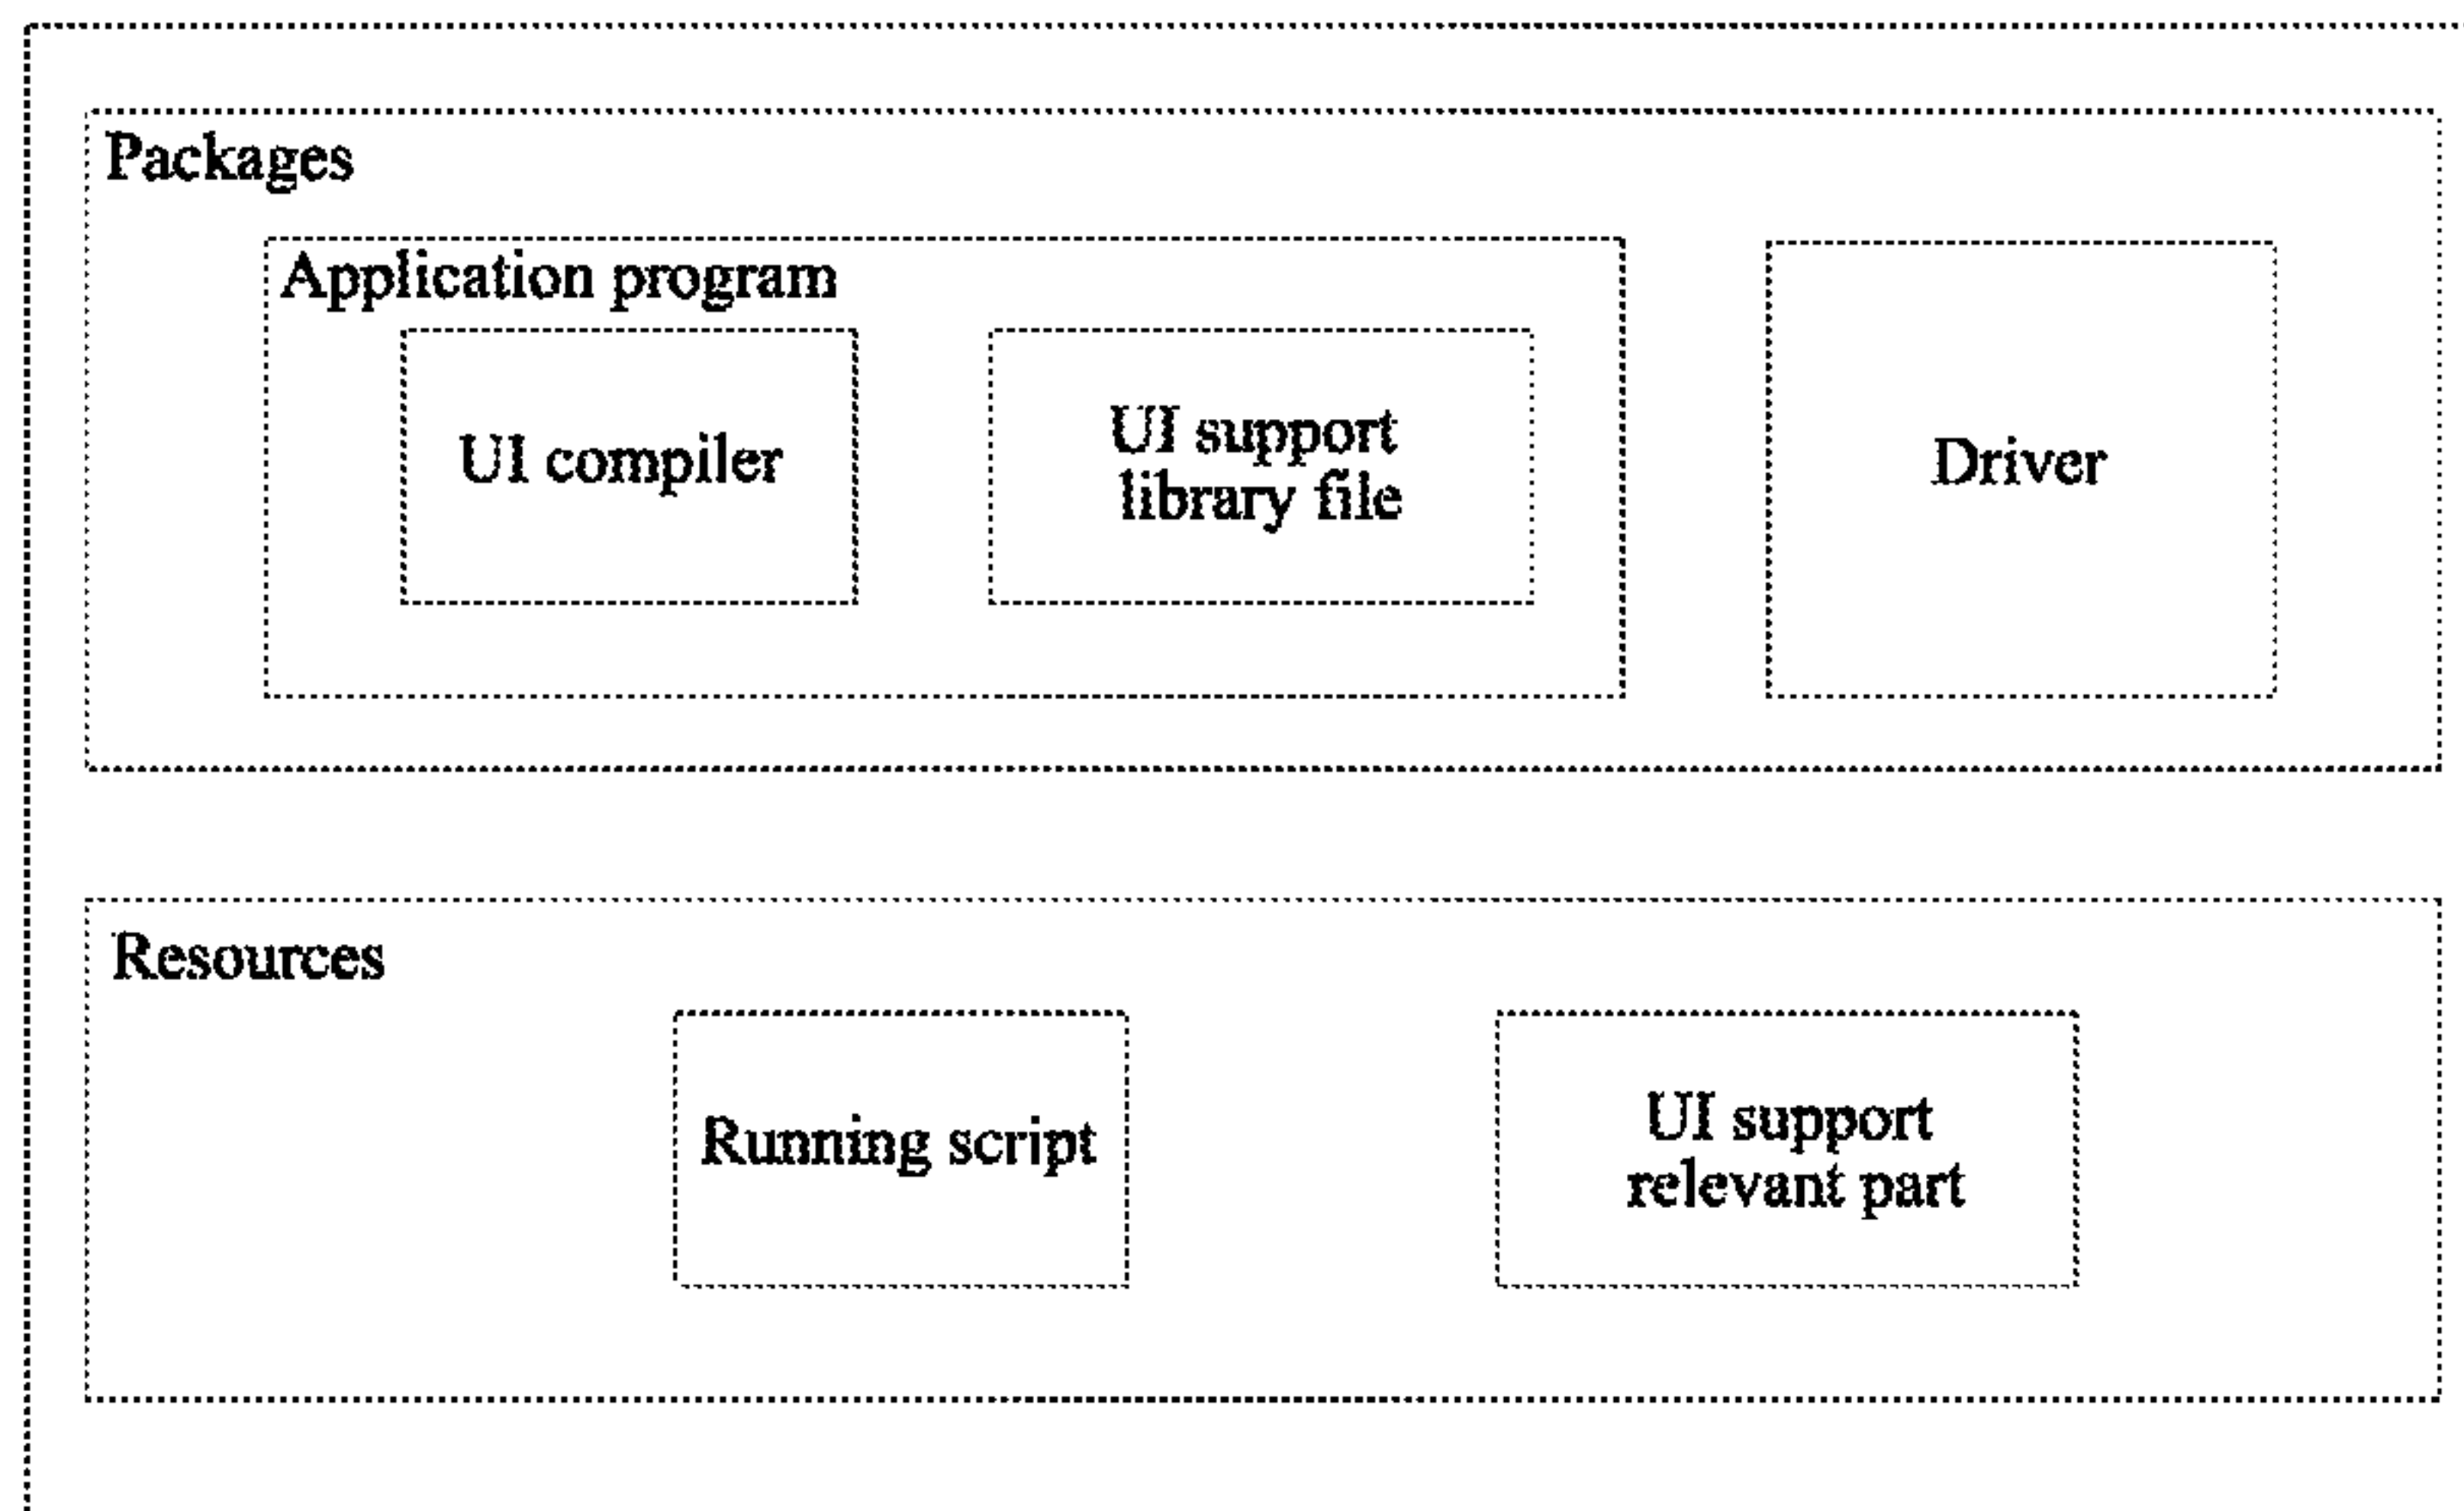 Packages
Application program
UI compiler
UI support
library file
Driver
Resources
Running script
UI support
relevant part